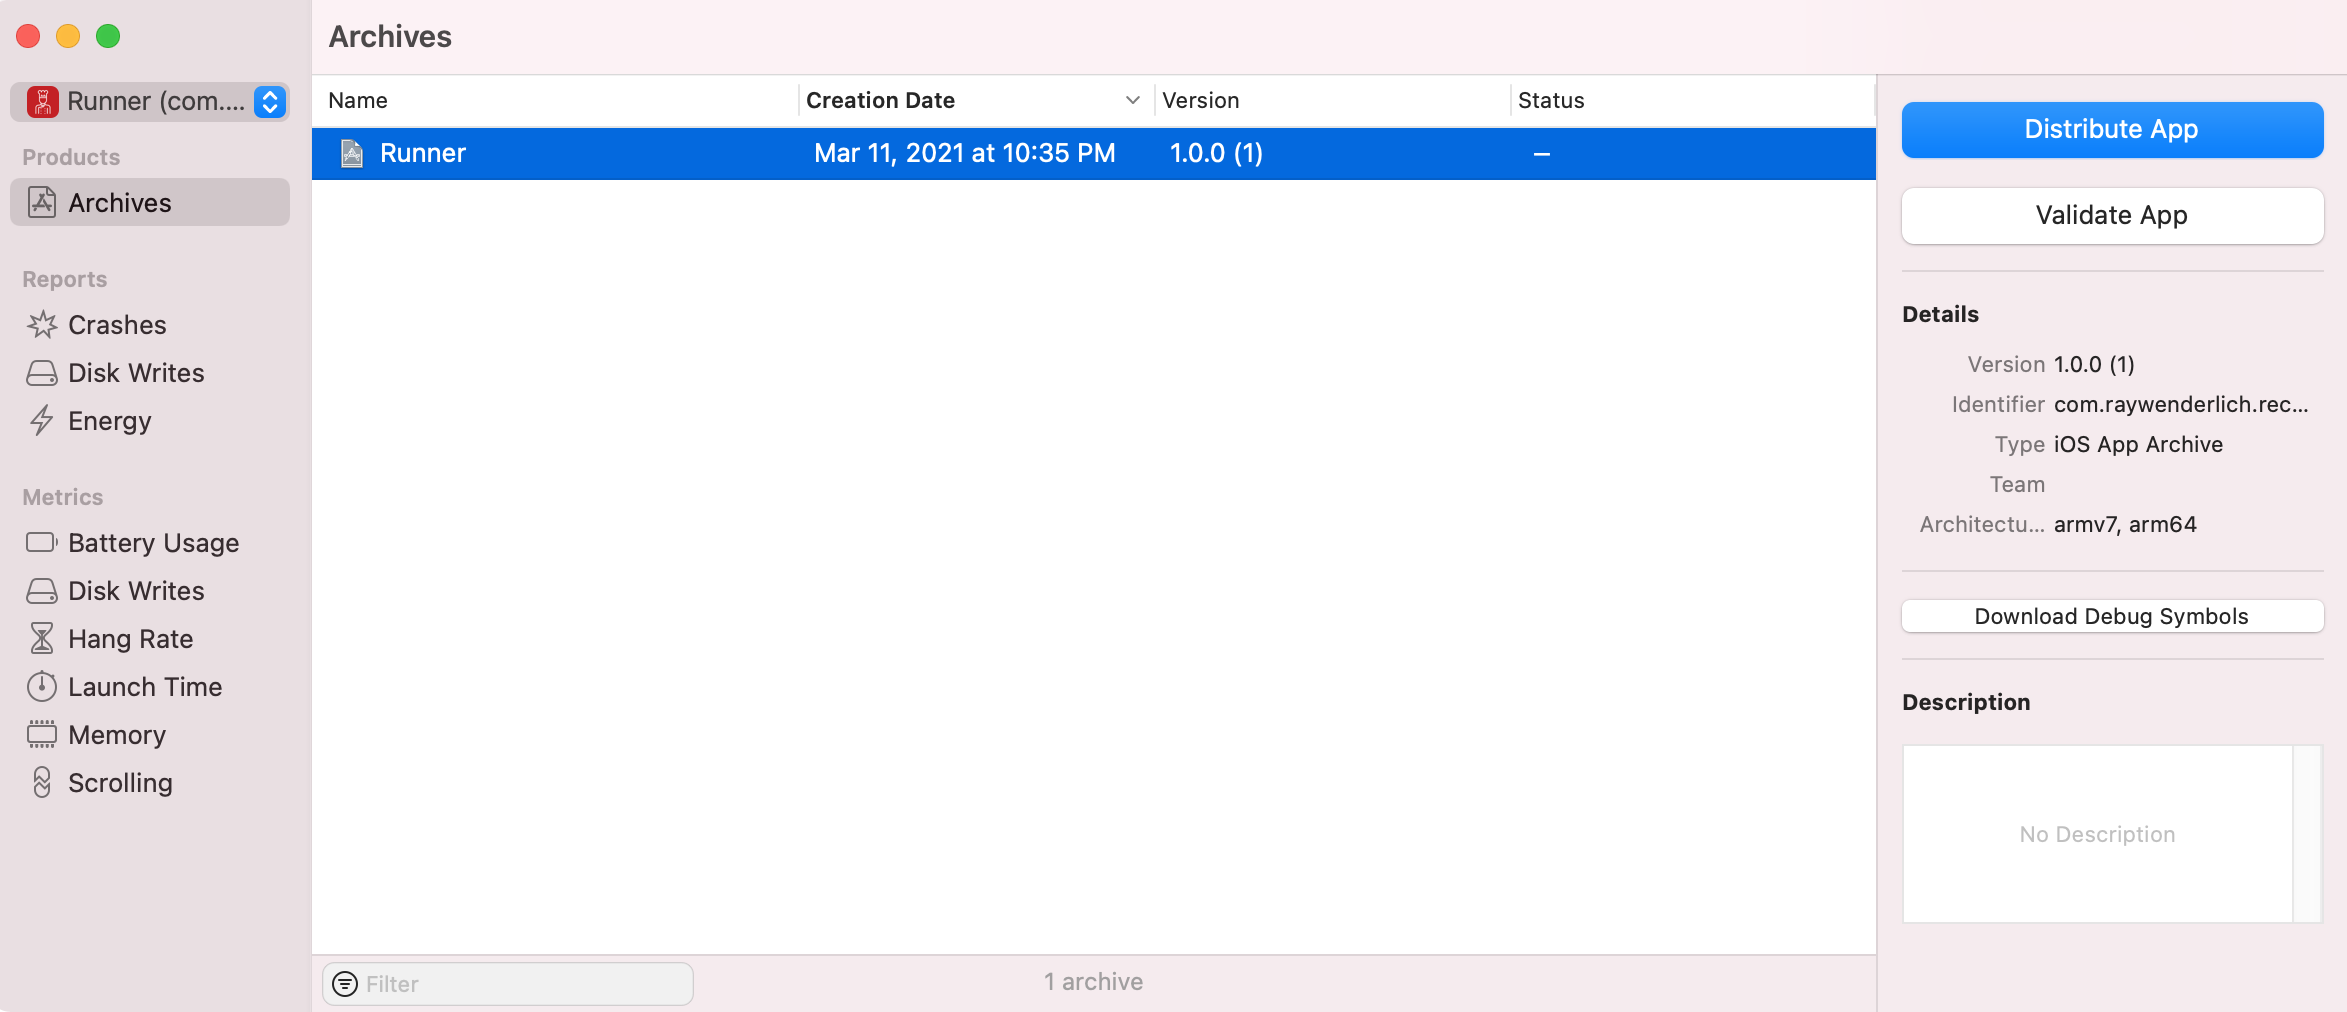 Archives
Runner (com....
Products
Archives
Reports
Crashes
Disk Writes
Energy
Metrics
Battery Usage
Disk Writes
Hang Rate
Launch Time
Memory
Scrolling
Name Creation Date Version Status
Runner Mar 11, 2021 at 10:35 PM 1.0.0 (1) —
Filter
1 archive
Distribute App
Validate App
Details
Version 1.0.0 (1)
Identifier com.raywenderlich.rec...
Type iOS App Archive
Team
Architectu... armv7, arm64
Download Debug Symbols
Description
No Description